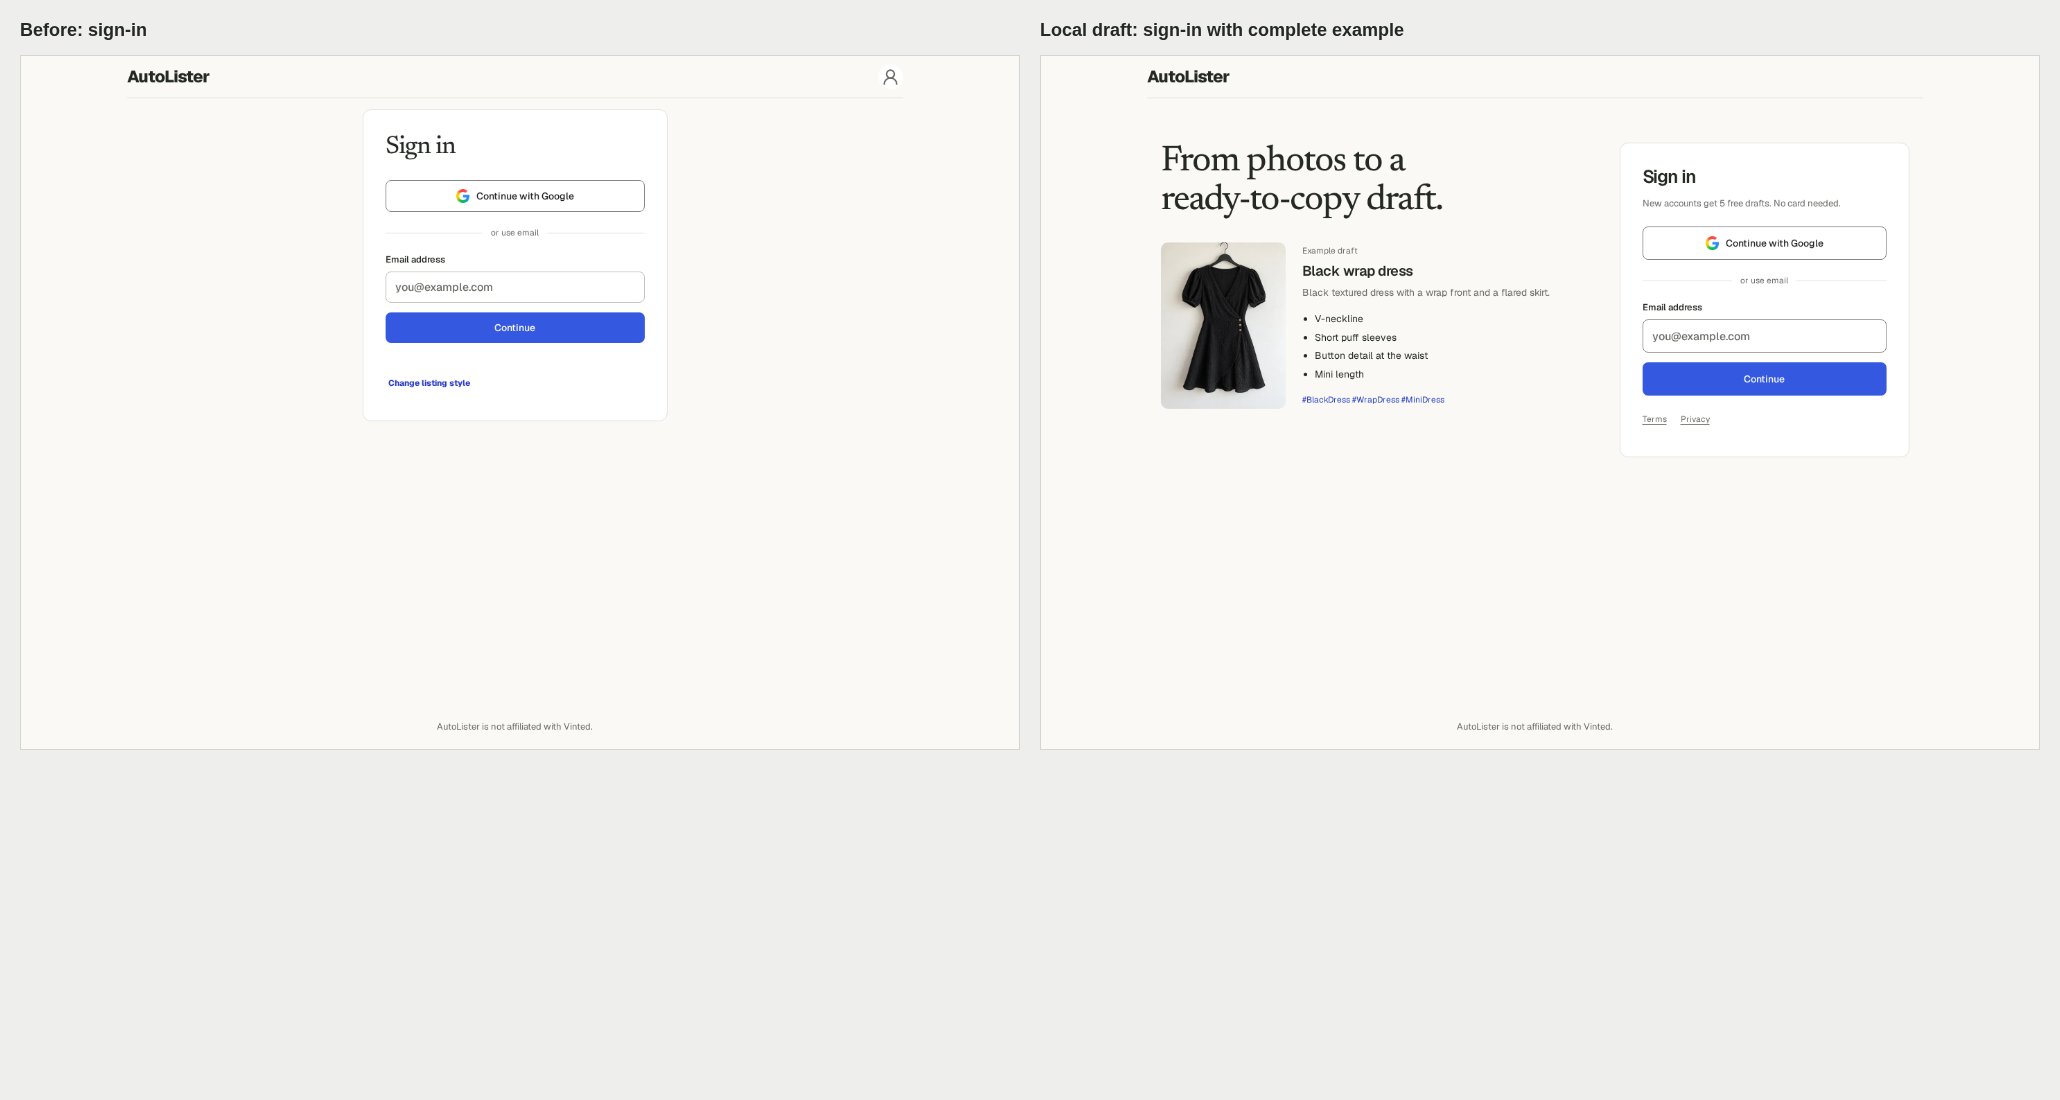 Before: sign-in
AutoLister
Sign in
Continue with Google
or use email
Email address
you@example.com
Continue
Change listing style
AutoLister is not affiliated with Vinted.
Local draft: sign-in with complete example
AutoLister
From photos to a
ready-to-copy draft.
Example draft
Black wrap dress
Black textured dress with a wrap front and a flared skirt.
• V-neckline
• Short puff sleeves
• Button detail at the waist
• Mini length
#BlackDress #WrapDress #MiniDress
Sign in
New accounts get 5 free drafts. No card needed.
Continue with Google
or use email
Email address
you@example.com
Continue
Terms Privacy
AutoLister is not affiliated with Vinted.